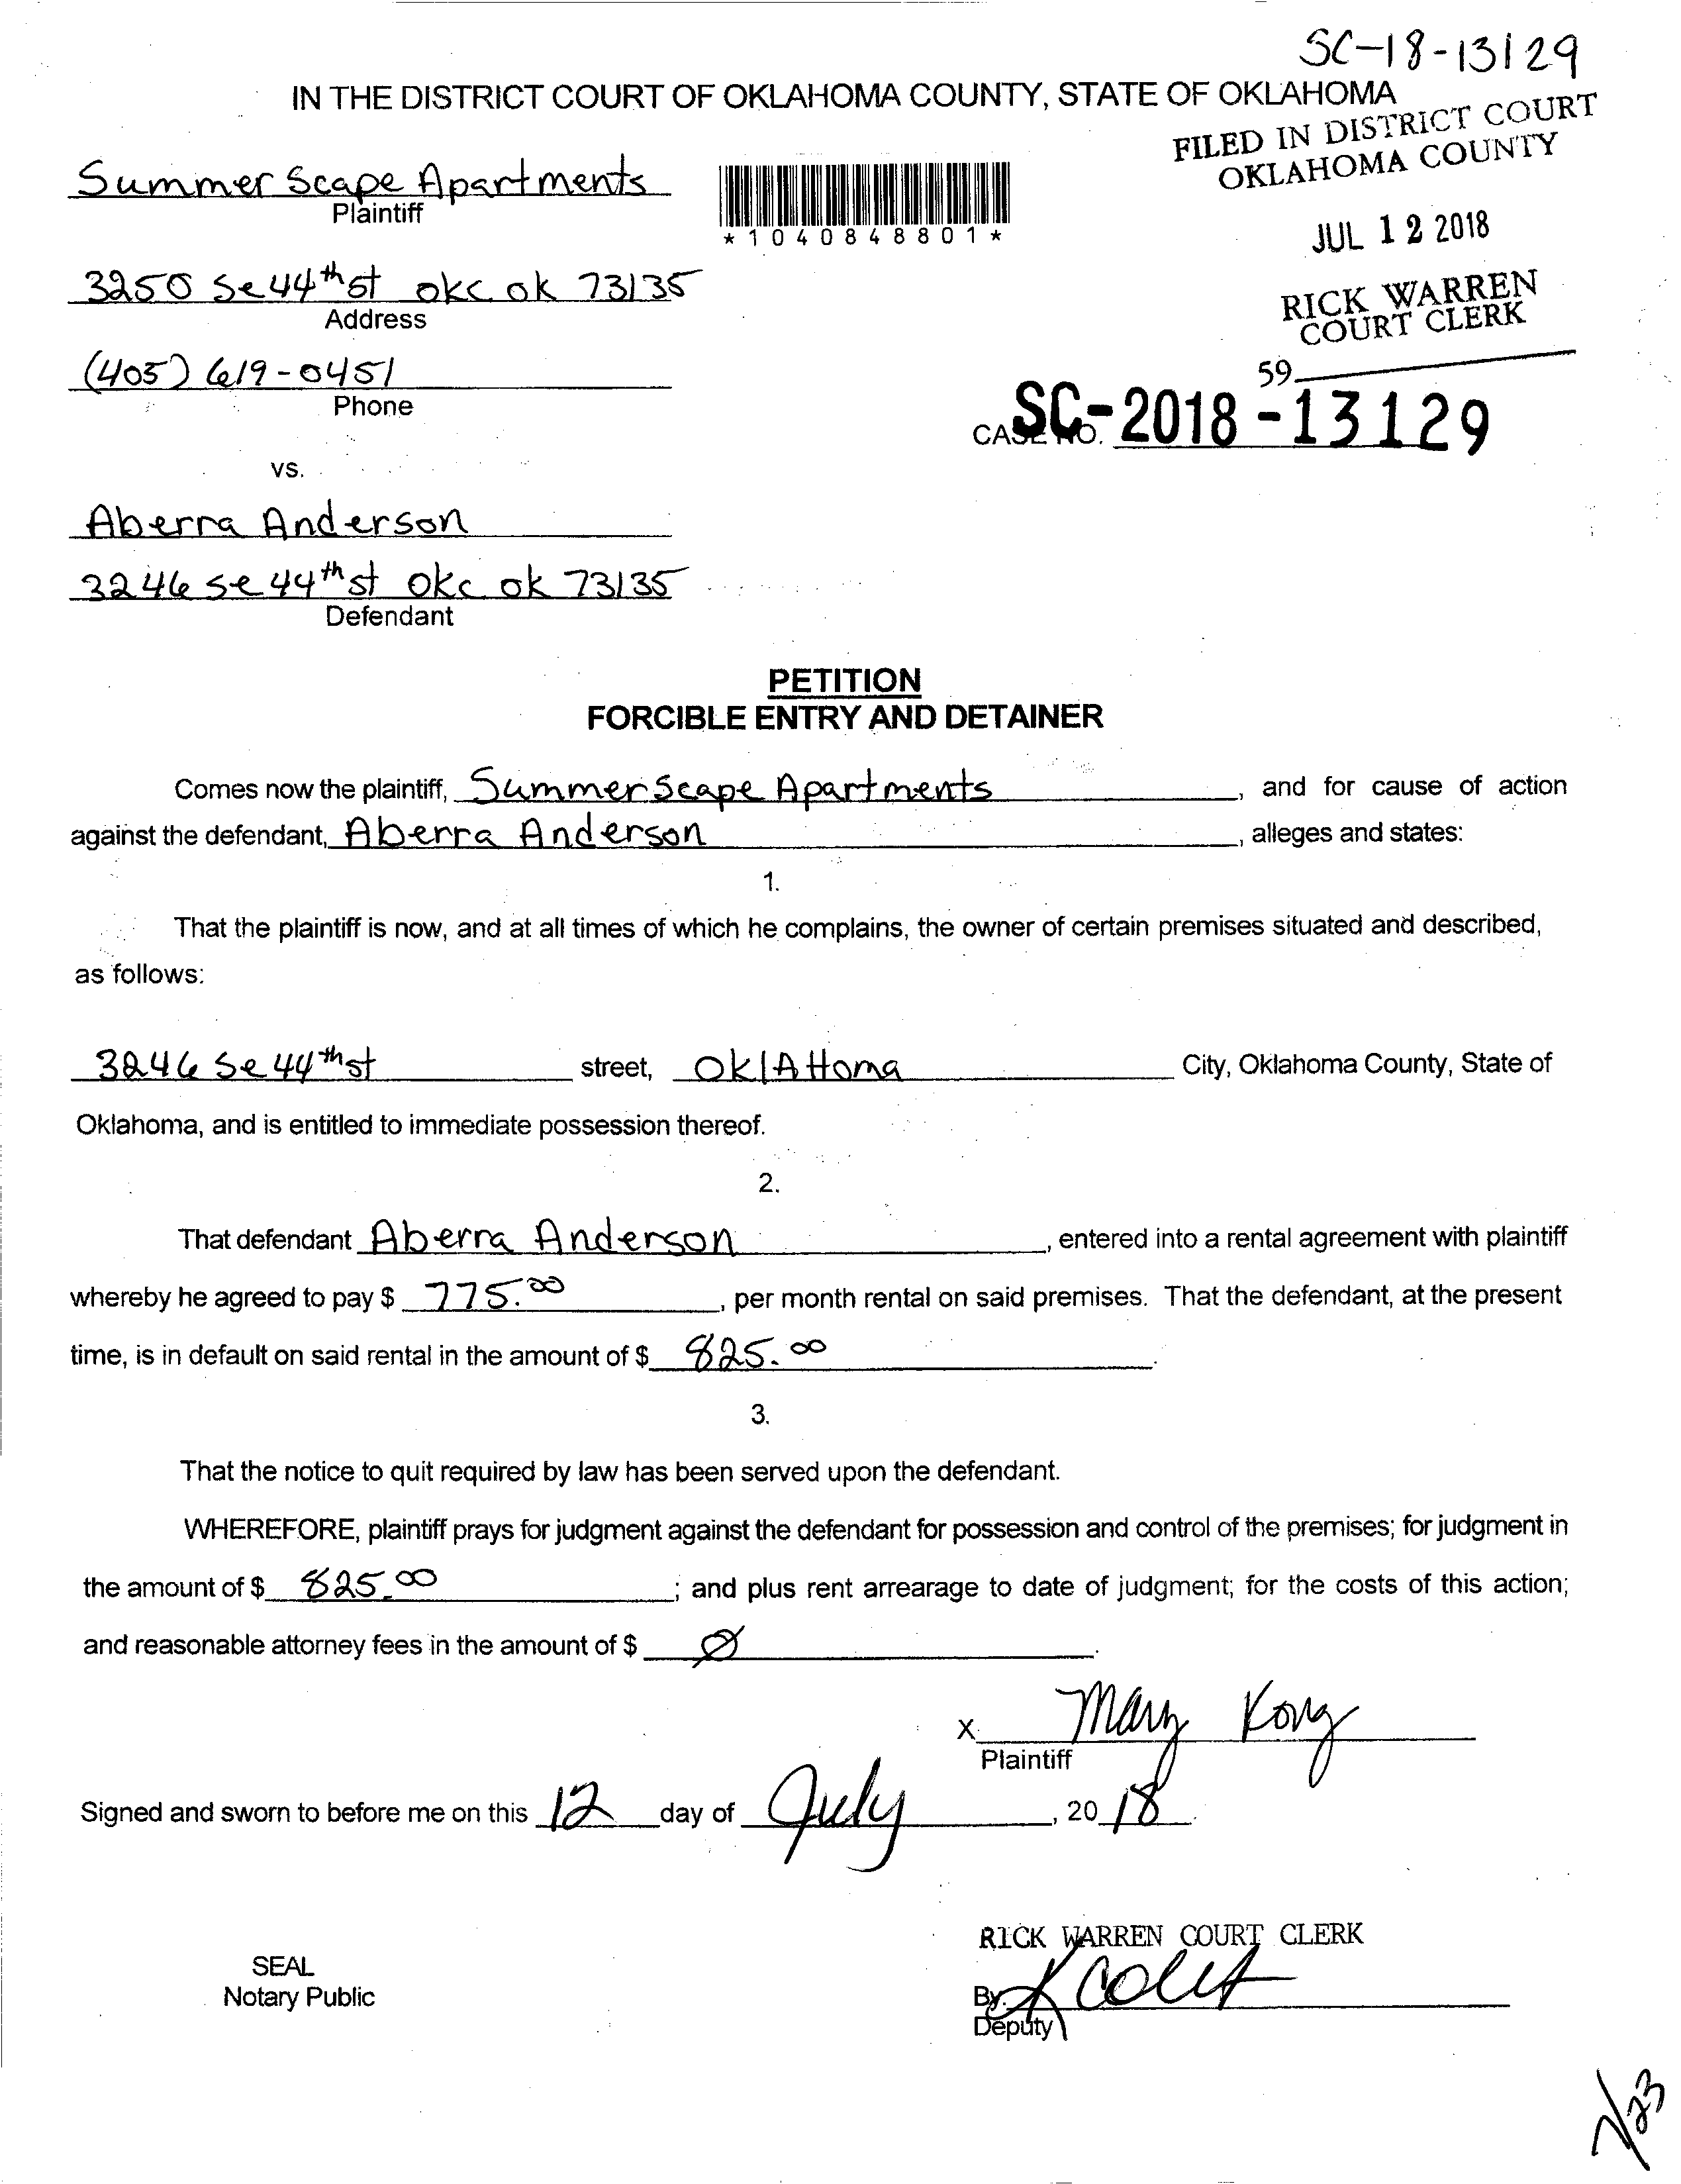 SC-18-13129
IN THE DISTRICT COURT OF OKLAHOMA COUNTY, STATE OF OKLAHOMA
FILED IN DISTRICT COURT
OKLAHOMA COUNTY
Summer Scape Apartments
Plaintiff
*1040848801*
JUL 12 2018
3250 Se 44th st okc ok 73135
Address
RICK WARREN
COURT CLERK
(405) 619-0451
Phone
59
CASE NO. SC-2018-13129
vs.
Aberra Anderson
3246 se 44th st okc ok 73135
Defendant
PETITION
FORCIBLE ENTRY AND DETAINER
Comes now the plaintiff, Summer Scape Apartments, and for cause of action
against the defendant, Aberra Anderson, alleges and states:
1.
That the plaintiff is now, and at all times of which he complains, the owner of certain premises situated and described,
as follows:
3246 Se 44th st street, OklAHoma City, Oklahoma County, State of
Oklahoma, and is entitled to immediate possession thereof.
2.
That defendant Aberra Anderson, entered into a rental agreement with plaintiff
whereby he agreed to pay $ 775.00, per month rental on said premises. That the defendant, at the present
time, is in default on said rental in the amount of $ 825.00.
3.
That the notice to quit required by law has been served upon the defendant.
WHEREFORE, plaintiff prays for judgment against the defendant for possession and control of the premises; for judgment in
the amount of $ 825.00; and plus rent arrearage to date of judgment; for the costs of this action;
and reasonable attorney fees in the amount of $ Ø.
X Mary Kong
Plaintiff
Signed and sworn to before me on this 12 day of July, 2018.
RICK WARREN COURT CLERK
SEAL
Notary Public
By:
Deputy
7/23